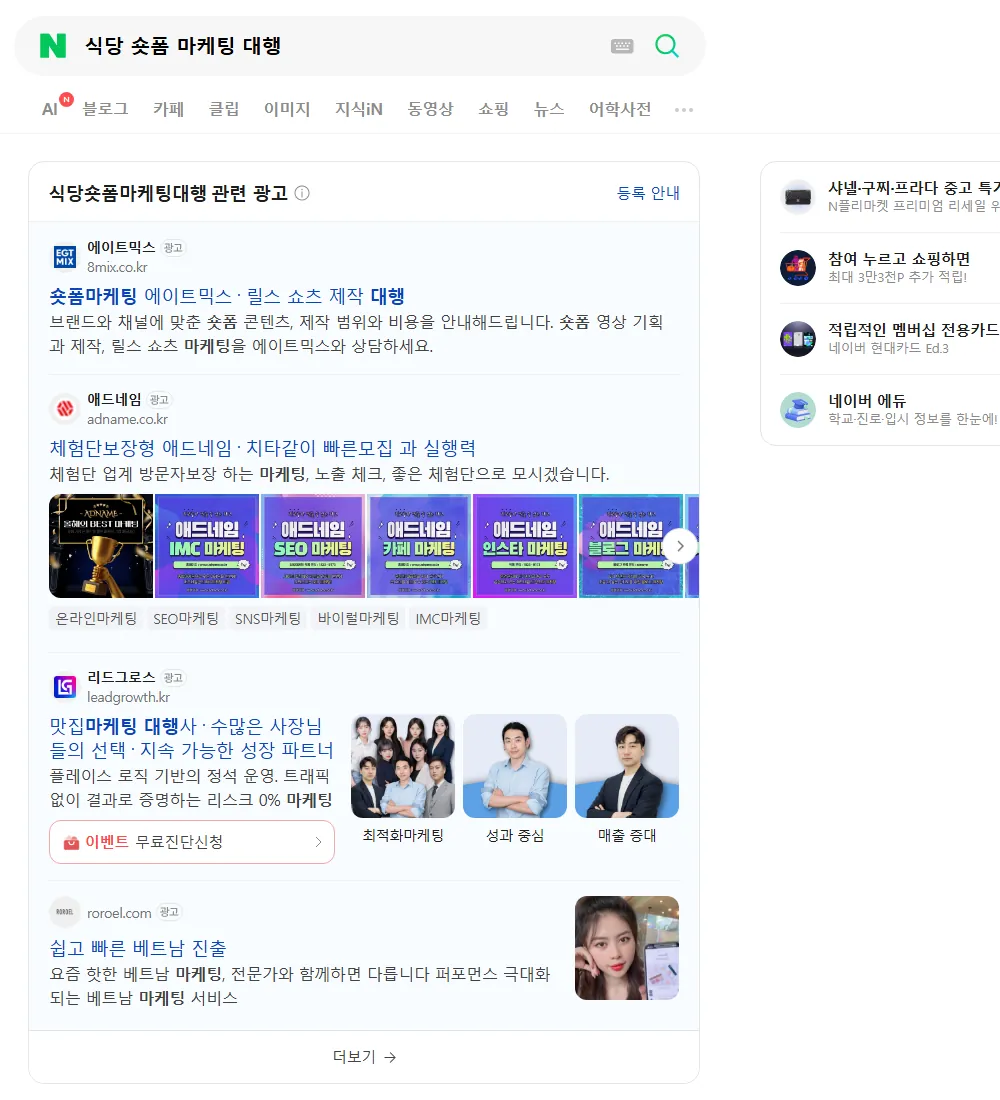 식당 숏폼 마케팅 대행
AI N 블로그 카페 클립 이미지 지식iN 동영상 쇼핑 뉴스 어학사전
식당숏폼마케팅대행 관련 광고
등록 안내
EGT MIX
에이트믹스 광고
8mix.co.kr
숏폼마케팅 에이트믹스 · 릴스 쇼츠 제작 대행
브랜드와 채널에 맞춘 숏폼 콘텐츠, 제작 범위와 비용을 안내해드립니다. 숏폼 영상 기획
과 제작, 릴스 쇼츠 마케팅을 에이트믹스와 상담하세요.
애드네임 광고
adname.co.kr
체험단보장형 애드네임 · 치타같이 빠른모집 과 실행력
체험단 업계 방문자보장 하는 마케팅, 노출 체크, 좋은 체험단으로 모시겠습니다.
ADNAME
올해의 BEST 마케팅
애드네임
IMC 마케팅
애드네임
SEO 마케팅
애드네임
카페 마케팅
애드네임
인스타 마케팅
애드네임
블로그 마케
온라인마케팅 SEO마케팅 SNS마케팅 바이럴마케팅 IMC마케팅
리드그로스 광고
leadgrowth.kr
맛집마케팅 대행사 · 수많은 사장님
들의 선택 · 지속 가능한 성장 파트너
플레이스 로직 기반의 정석 운영. 트래픽
없이 결과로 증명하는 리스크 0% 마케팅
이벤트 무료진단신청
최적화마케팅
성과 중심
매출 증대
ROROEL
roroel.com 광고
쉽고 빠른 베트남 진출
요즘 핫한 베트남 마케팅, 전문가와 함께하면 다릅니다 퍼포먼스 극대화
되는 베트남 마케팅 서비스
더보기
샤넬·구찌·프라다 중고 특가
N플리마켓 프리미엄 리세일 위
참여 누르고 쇼핑하면
최대 3만3천P 추가 적립!
적립적인 멤버십 전용카드
네이버 현대카드 Ed.3
네이버 에듀
학교·진로·입시 정보를 한눈에!